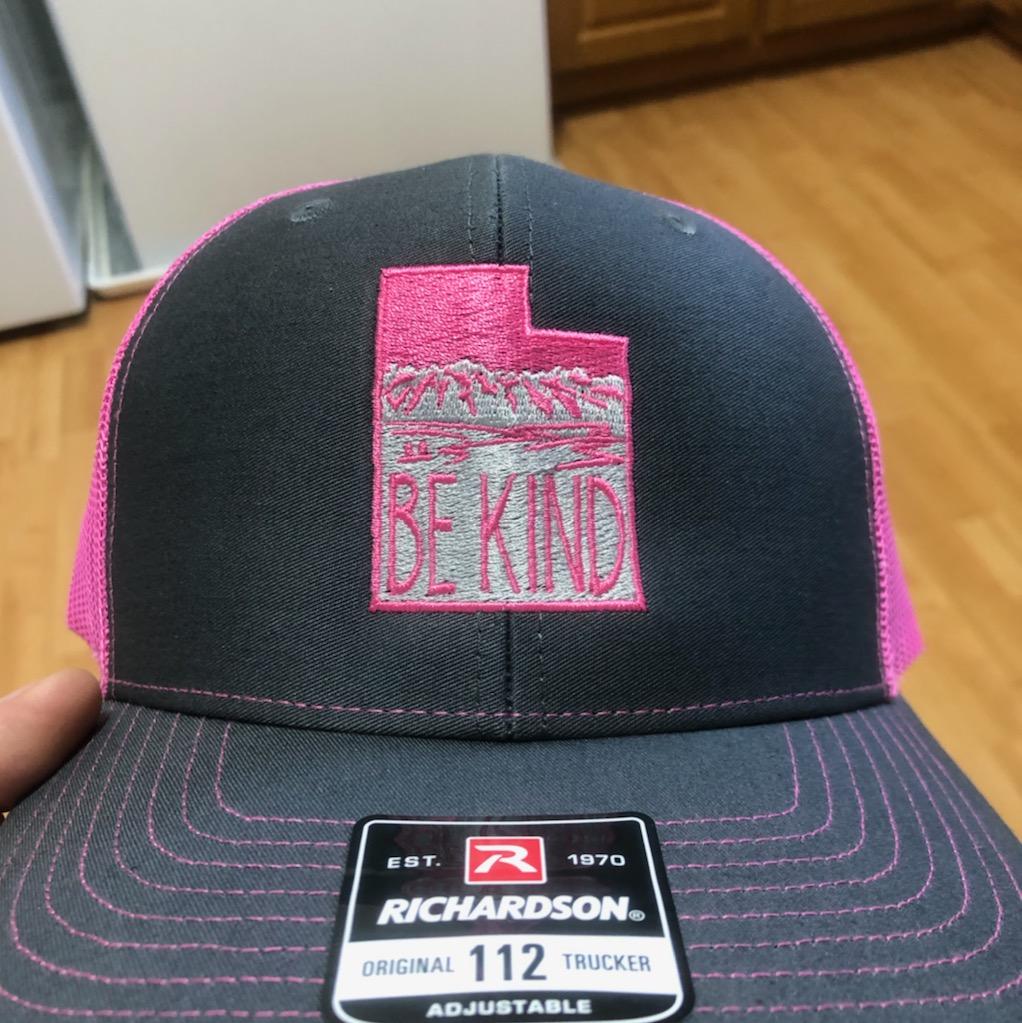 BE KIND
EST. 1970
RICHARDSON®
ORIGINAL 112 TRUCKER
ADJUSTABLE